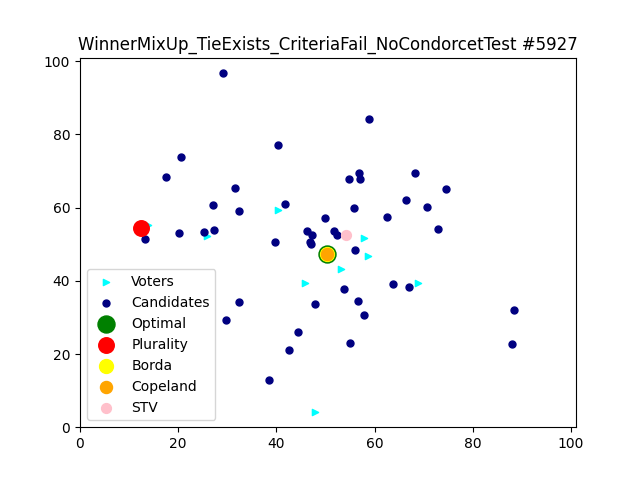 WinnerMixUp_TieExists_CriteriaFail_NoCondorcetTest #5927
100
80
60
40
20
0
Voters
Candidates
Optimal
Plurality
Borda
Copeland
STV
0 20 40 60 80 100